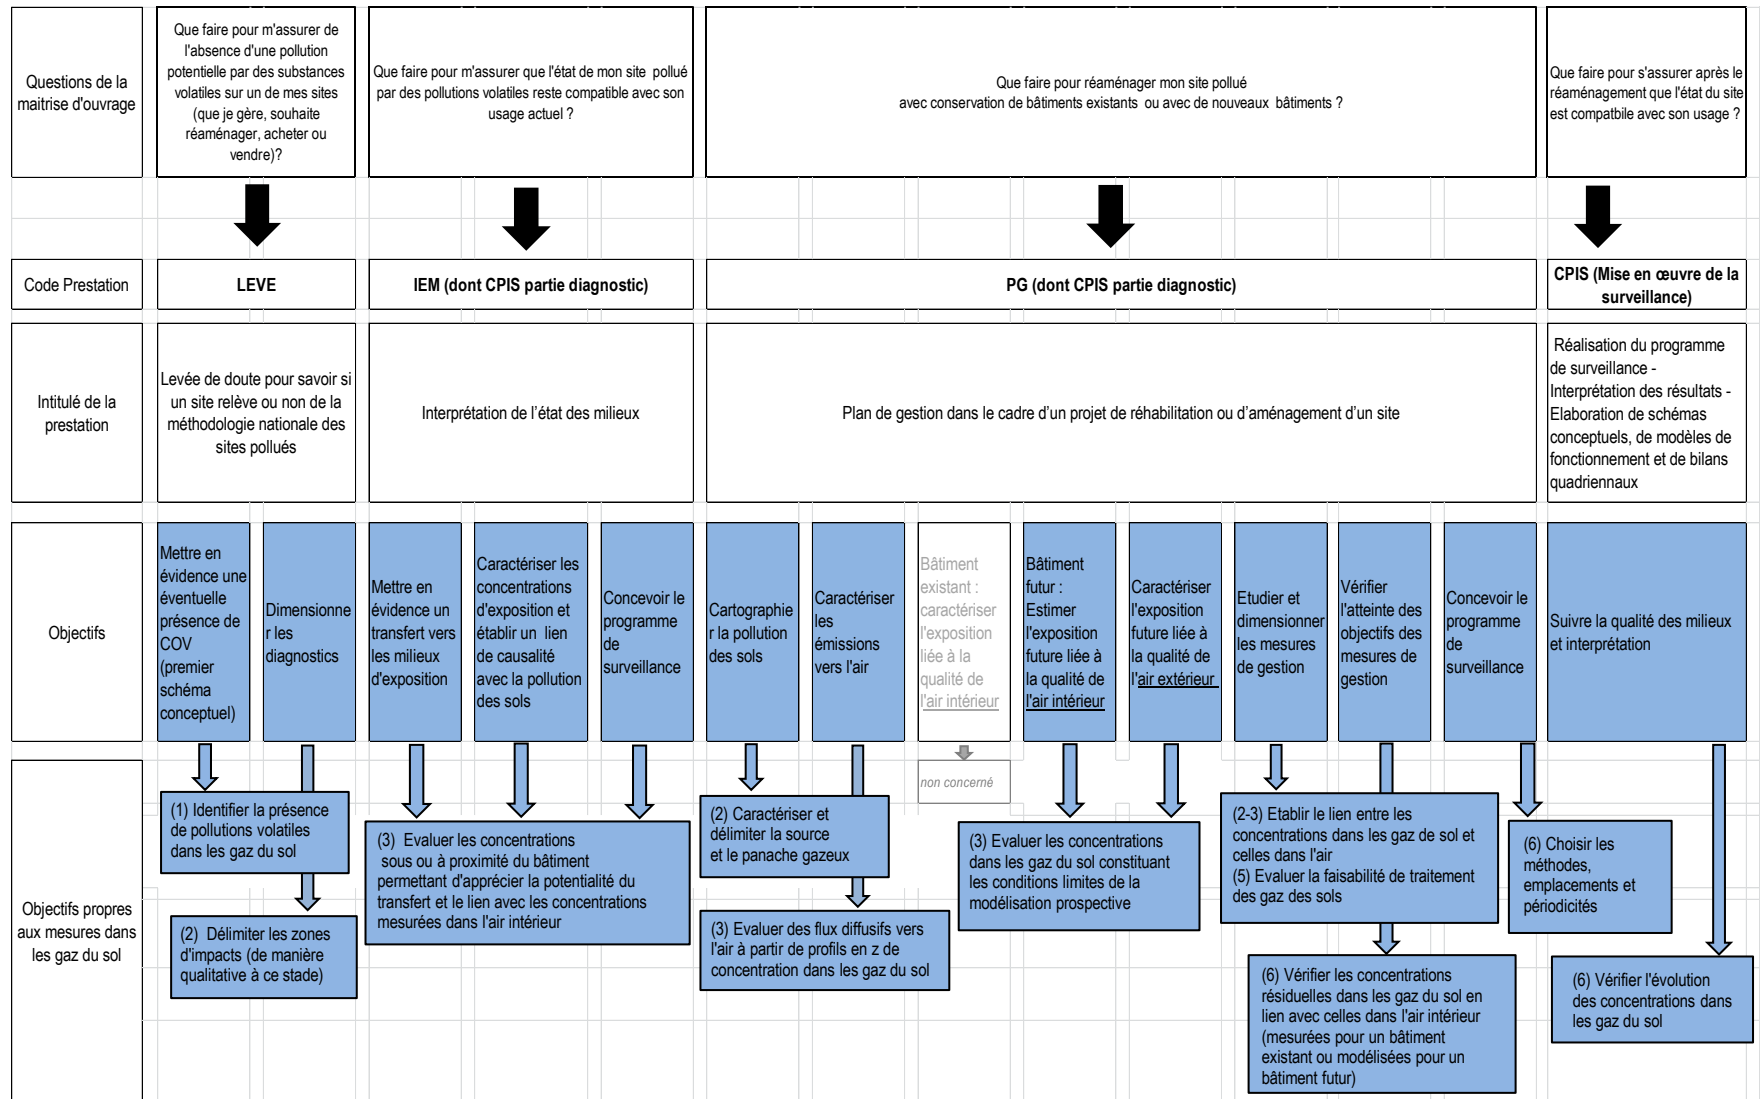 Questions de la
maitrise d'ouvrage
Que faire pour m'assurer de
l'absence d'une pollution
potentielle par des substances
volatiles sur un de mes sites
(que je gère, souhaite
réaménager, acheter ou
vendre)?
Que faire pour m'assurer que l'état de mon site pollué
par des pollutions volatiles reste compatible avec son
usage actuel ?
Que faire pour réaménager mon site pollué
avec conservation de bâtiments existants ou avec de nouveaux bâtiments ?
Que faire pour s'assurer après le
réaménagement que l'état du site
est compatbile avec son usage ?
Code Prestation
LEVE
IEM (dont CPIS partie diagnostic)
PG (dont CPIS partie diagnostic)
CPIS (Mise en œuvre de la
surveillance)
Intitulé de la
prestation
Levée de doute pour savoir si
un site relève ou non de la
méthodologie nationale des
sites pollués
Interprétation de l'état des milieux
Plan de gestion dans le cadre d'un projet de réhabilitation ou d'aménagement d'un site
Réalisation du programme
de surveillance -
Interprétation des résultats -
Elaboration de schémas
conceptuels, de modèles de
fonctionnement et de bilans
quadriennaux
Objectifs
Mettre en
évidence une
éventuelle
présence de
COV
(premier
schéma
conceptuel)
Dimensionne
r les
diagnostics
Mettre en
évidence un
transfert vers
les milieux
d'exposition
Caractériser les
concentrations
d'exposition et
établir un lien
de causalité
avec la pollution
des sols
Concevoir le
programme
de
surveillance
Cartographie
r la pollution
des sols
Caractériser
les
émissions
vers l'air
Bâtiment
existant :
caractériser
l'exposition
liée à la
qualité de
l'air intérieur
Bâtiment
futur :
Estimer
l'exposition
future liée à
la qualité de
l'air intérieur
Caractériser
l'exposition
future liée à
la qualité de
l'air extérieur
Etudier et
dimensionner
les mesures
de gestion
Vérifier
l'atteinte des
objectifs des
mesures de
gestion
Concevoir le
programme
de
surveillance
Suivre la qualité des milieux
et interprétation
Objectifs propres
aux mesures dans
les gaz du sol
(1) Identifier la présence
de pollutions volatiles
dans les gaz du sol
(2) Délimiter les zones
d'impacts (de manière
qualitative à ce stade)
(3) Evaluer les concentrations
sous ou à proximité du bâtiment
permettant d'apprécier la potentialité du
transfert et le lien avec les concentrations
mesurées dans l'air intérieur
(2) Caractériser et
délimiter la source
et le panache gazeux
(3) Evaluer des flux diffusifs vers
l'air à partir de profils en z de
concentration dans les gaz du sol
non concerné
(3) Evaluer les concentrations
dans les gaz du sol constituant
les conditions limites de la
modélisation prospective
(2-3) Etablir le lien entre les
concentrations dans les gaz de sol et
celles dans l'air
(5) Evaluer la faisabilité de traitement
des gaz des sols
(6) Vérifier les concentrations
résiduelles dans les gaz du sol en
lien avec celles dans l'air intérieur
(mesurées pour un bâtiment
existant ou modélisées pour un
bâtiment futur)
(6) Choisir les
méthodes,
emplacements et
périodicités
(6) Vérifier l'évolution
des concentrations dans
les gaz du sol